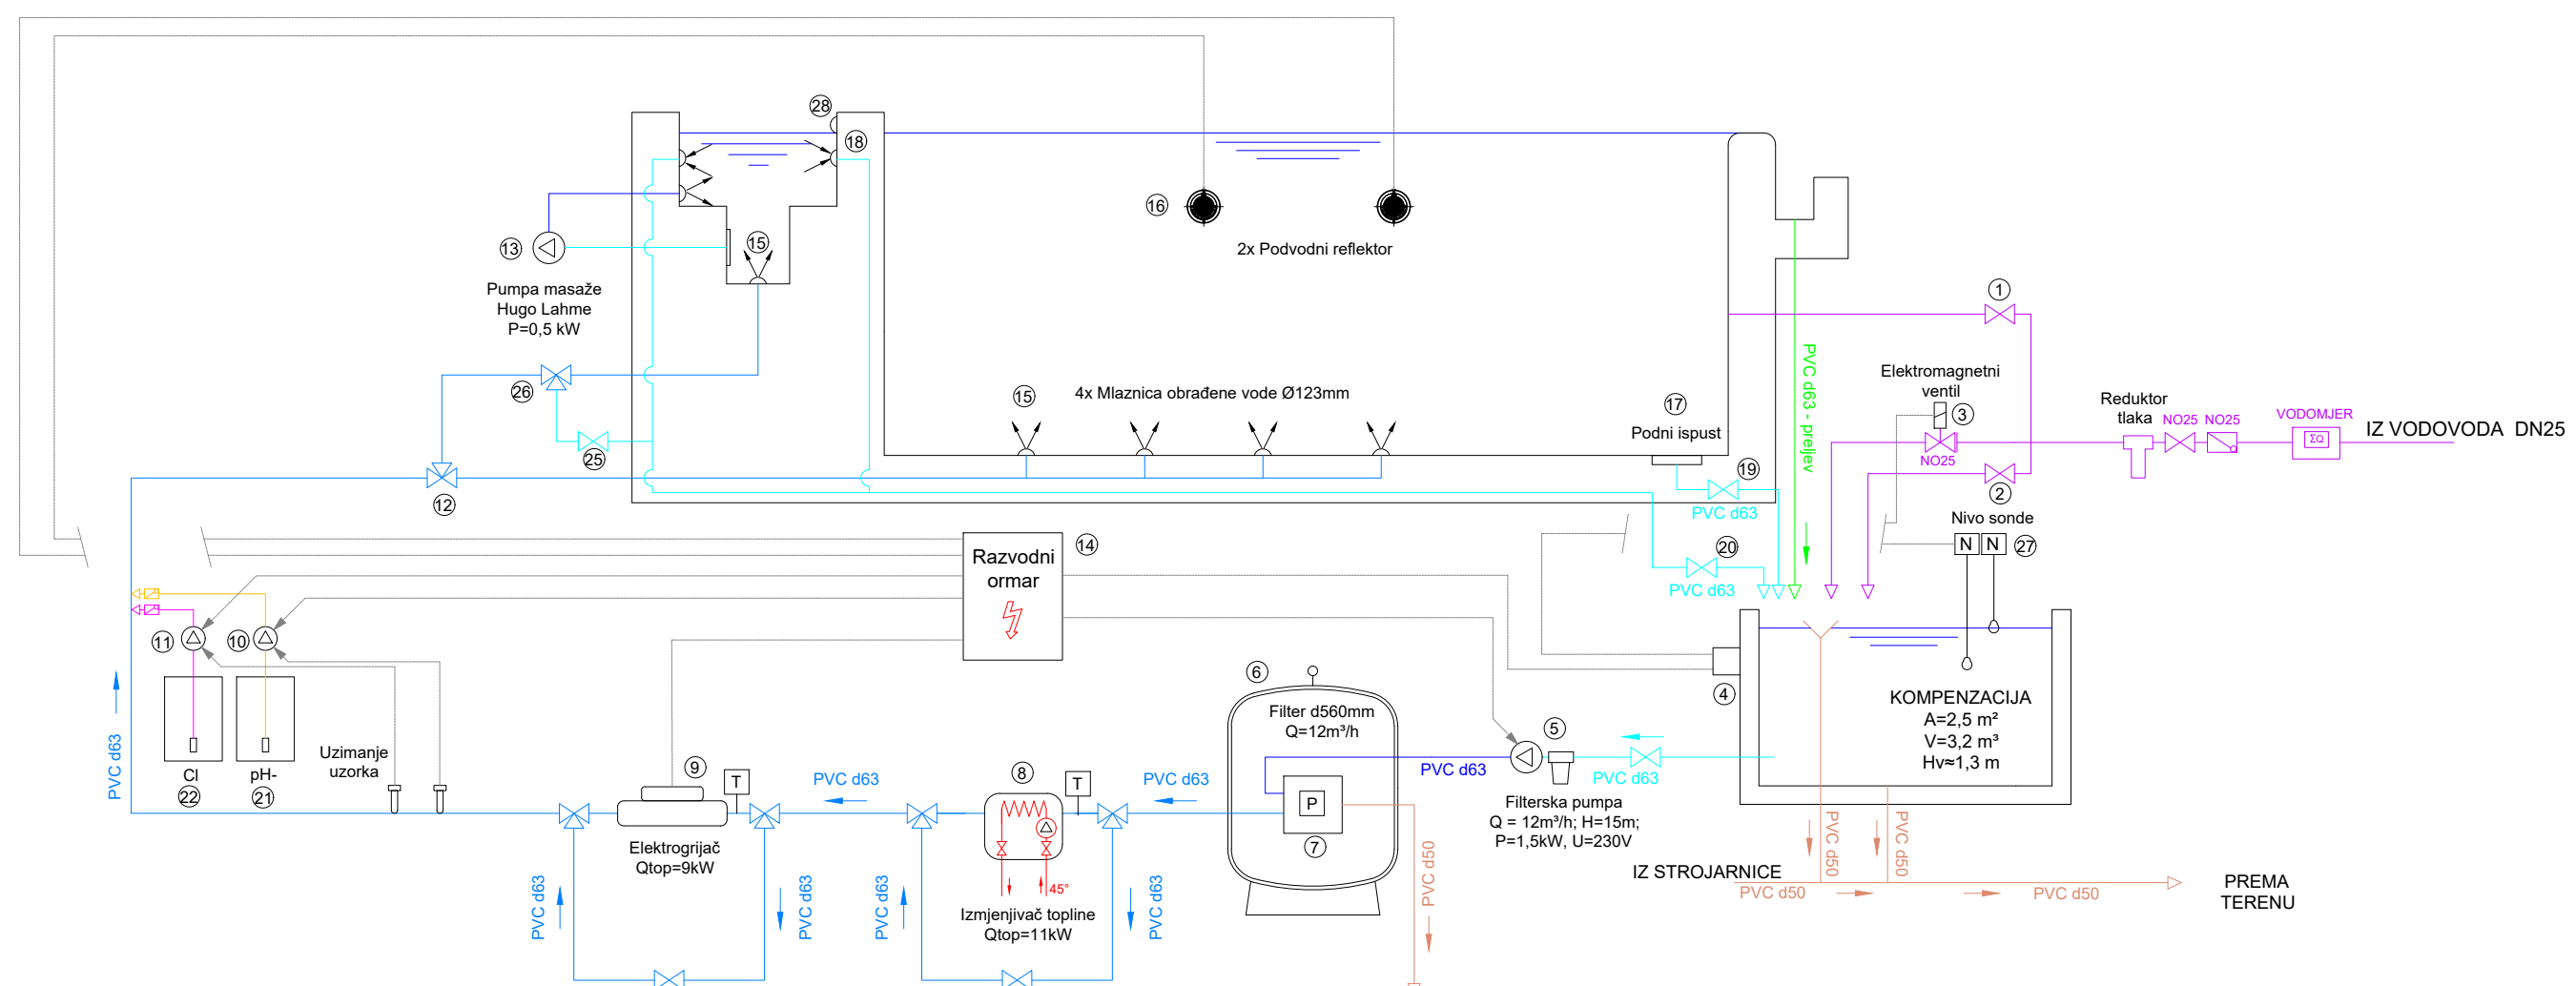 28
18
16
2x Podvodni reflektor
13
15
Pumpa masaže
Hugo Lahme
P=0,5 kW
26
25
12
15
4x Mlaznica obrađene vode Ø123mm
17
Podni ispust
19
PVC d63
20
PVC d63
PVC d63 - preljev
1
Elektromagnetni
ventil
3
NO25
2
Reduktor
tlaka
NO25
NO25
VODOMJER
ΣQ
IZ VODOVODA DN25
Nivo sonde
N
N
27
Razvodni
ormar
14
11
10
Cl
22
pH-
21
Uzimanje
uzorka
PVC d63
9
T
Elektrogrijač
Qtop=9kW
PVC d63
PVC d63
PVC d63
8
T
45°
Izmjenjivač topline
Qtop=11kW
PVC d63
PVC d63
PVC d63
6
Filter d560mm
Q=12m³/h
P
7
PVC d50
PVC d63
5
PVC d63
Filterska pumpa
Q = 12m³/h; H=15m;
P=1,5kW, U=230V
4
KOMPENZACIJA
A=2,5 m²
V=3,2 m³
Hv≈1,3 m
PVC d50
PVC d50
IZ STROJARNICE
PVC d50
PVC d50
PREMA
TERENU